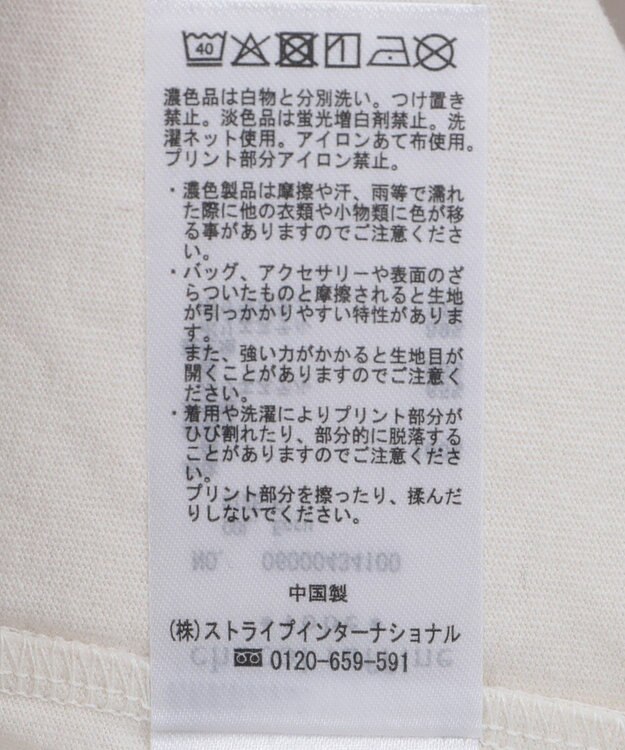 40
濃色品は白物と分別洗い。つけ置き
禁止。淡色品は蛍光増白剤禁止。洗
濯ネット使用。アイロンあて布使用。
プリント部分アイロン禁止。
・濃色製品は摩擦や汗、雨等で濡れ
た際に他の衣類や小物類に色が移
る事がありますのでご注意くださ
い。
・バッグ、アクセサリーや表面のざ
らついたものと摩擦されると生地
が引っかかりやすい特性がありま
す。
また、強い力がかかると生地目が
開くことがありますのでご注意く
ださい。
・着用や洗濯によりプリント部分が
ひび割れたり、部分的に脱落する
ことがありますのでご注意くださ
い。
プリント部分を擦ったり、揉んだ
りしないでください。
NO. 06000434100
中国製
(株)ストライプインターナショナル
0120-659-591